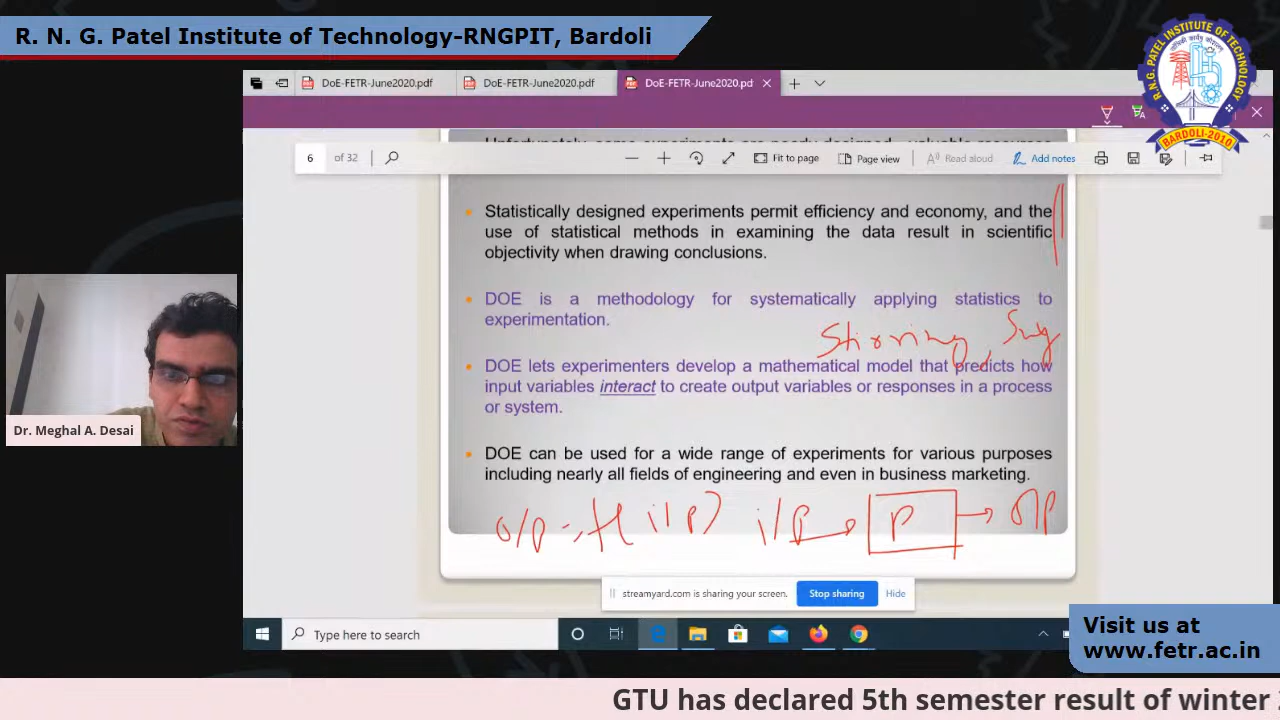 R. N. G. Patel Institute of Technology-RNGPIT, Bardoli
R.N.G. PATEL INSTITUTE OF TECHNOLOGY
BARDOLI-2010
DoE-FETR-June2020.pdf
DoE-FETR-June2020.pdf
DoE-FETR-June2020.pd
6 of 32
Fit to page
Page view
Read aloud
Add notes
Statistically designed experiments permit efficiency and economy, and the
use of statistical methods in examining the data result in scientific
objectivity when drawing conclusions.
DOE is a methodology for systematically applying statistics to
experimentation.
Stirring,
DOE lets experimenters develop a mathematical model that predicts how
input variables interact to create output variables or responses in a process
or system.
DOE can be used for a wide range of experiments for various purposes
including nearly all fields of engineering and even in business marketing.
o/p = f(i/p) i/p → P → o/p
Dr. Meghal A. Desai
streamyard.com is sharing your screen.
Stop sharing
Hide
Type here to search
Visit us at
www.fetr.ac.in
GTU has declared 5th semester result of winter